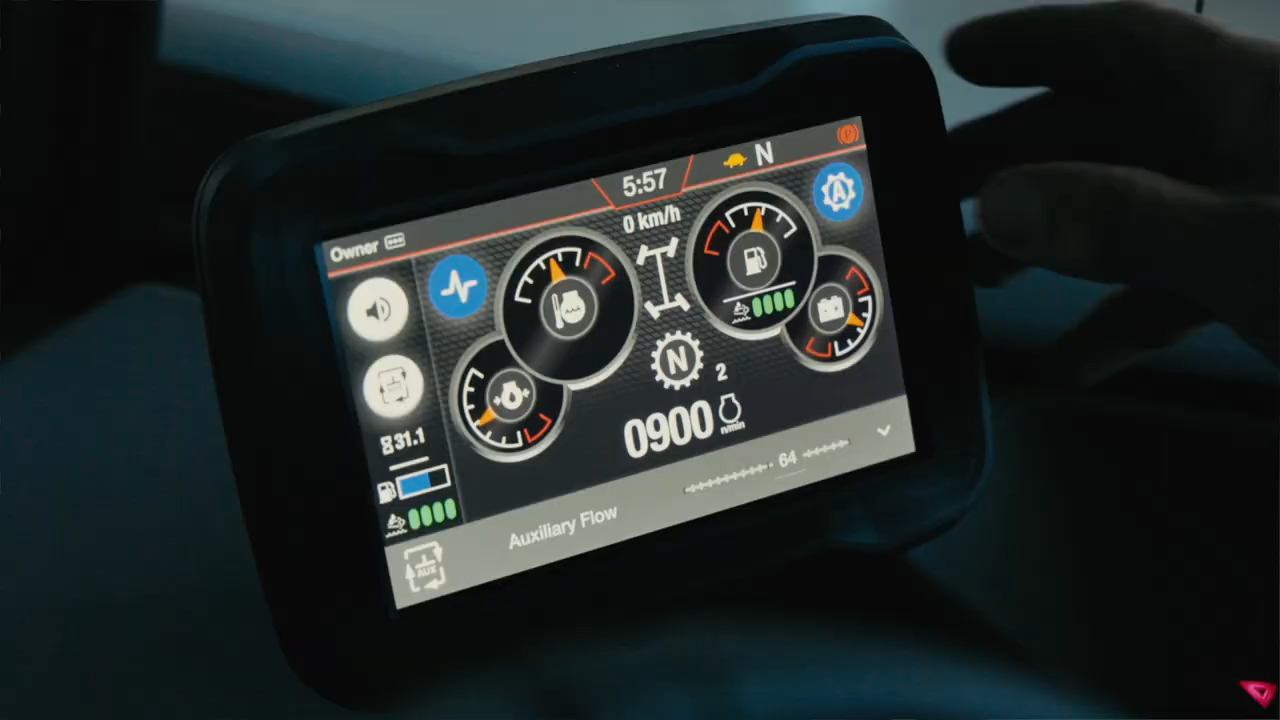 5:57
N
P
Owner
0 km/h
A
N
2
31.1
0900
n/min
64
Auxiliary Flow
AUX